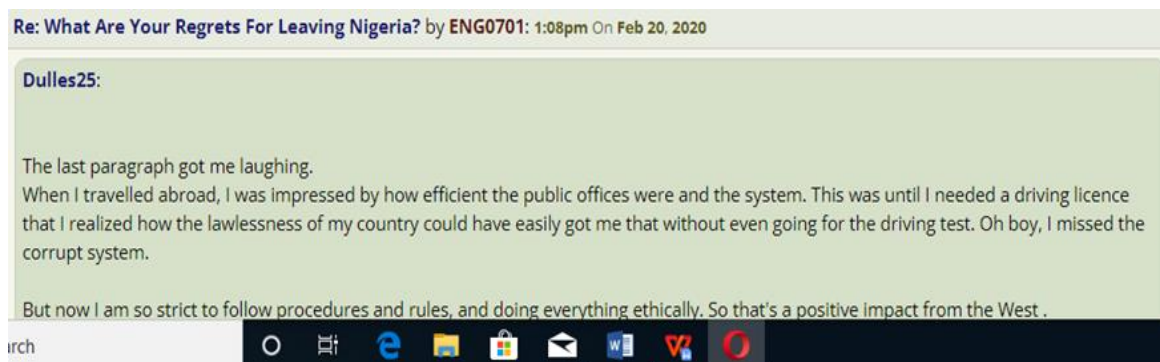 Re: What Are Your Regrets For Leaving Nigeria? by ENG0701: 1:08pm On Feb 20, 2020
Dulles25:
The last paragraph got me laughing.
When I travelled abroad, I was impressed by how efficient the public offices were and the system. This was until I needed a driving licence
that I realized how the lawlessness of my country could have easily got me that without even going for the driving test. Oh boy, I missed the
corrupt system.
But now I am so strict to follow procedures and rules, and doing everything ethically. So that's a positive impact from the West .
arch